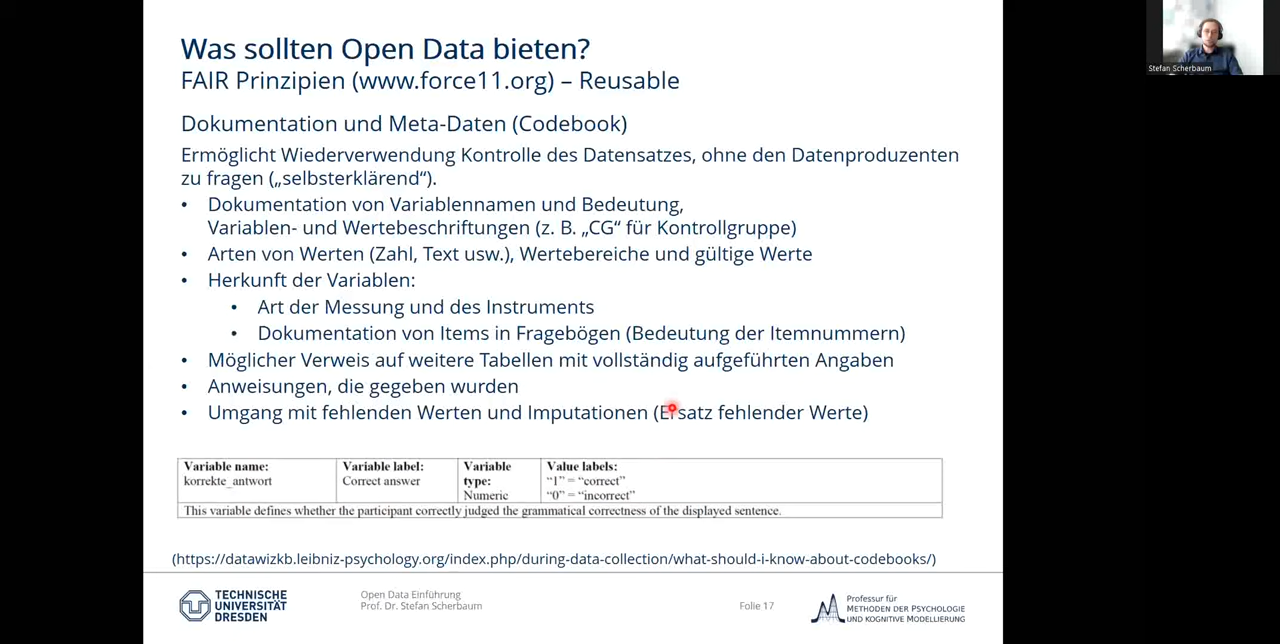 Was sollten Open Data bieten?
FAIR Prinzipien (www.force11.org) – Reusable
Dokumentation und Meta-Daten (Codebook)
Ermöglicht Wiederverwendung Kontrolle des Datensatzes, ohne den Datenproduzenten
zu fragen („selbsterklärend“).
• Dokumentation von Variablennamen und Bedeutung,
Variablen- und Wertebeschriftungen (z. B. „CG“ für Kontrollgruppe)
• Arten von Werten (Zahl, Text usw.), Wertebereiche und gültige Werte
• Herkunft der Variablen:
• Art der Messung und des Instruments
• Dokumentation von Items in Fragebögen (Bedeutung der Itemnummern)
• Möglicher Verweis auf weitere Tabellen mit vollständig aufgeführten Angaben
• Anweisungen, die gegeben wurden
• Umgang mit fehlenden Werten und Imputationen (Ersatz fehlender Werte)
Variable name:
korrekte_antwort
Variable label:
Correct answer
Variable
type:
Numeric
Value labels:
“1” = “correct”
“0” = “incorrect”
This variable defines whether the participant correctly judged the grammatical correctness of the displayed sentence.
(https://datawizkb.leibniz-psychology.org/index.php/during-data-collection/what-should-i-know-about-codebooks/)
TECHNISCHE
UNIVERSITÄT
DRESDEN
Open Data Einführung
Prof. Dr. Stefan Scherbaum
Folie 17
Professur für
METHODEN DER PSYCHOLOGIE
UND KOGNITIVE MODELLIERUNG
Stefan Scherbaum